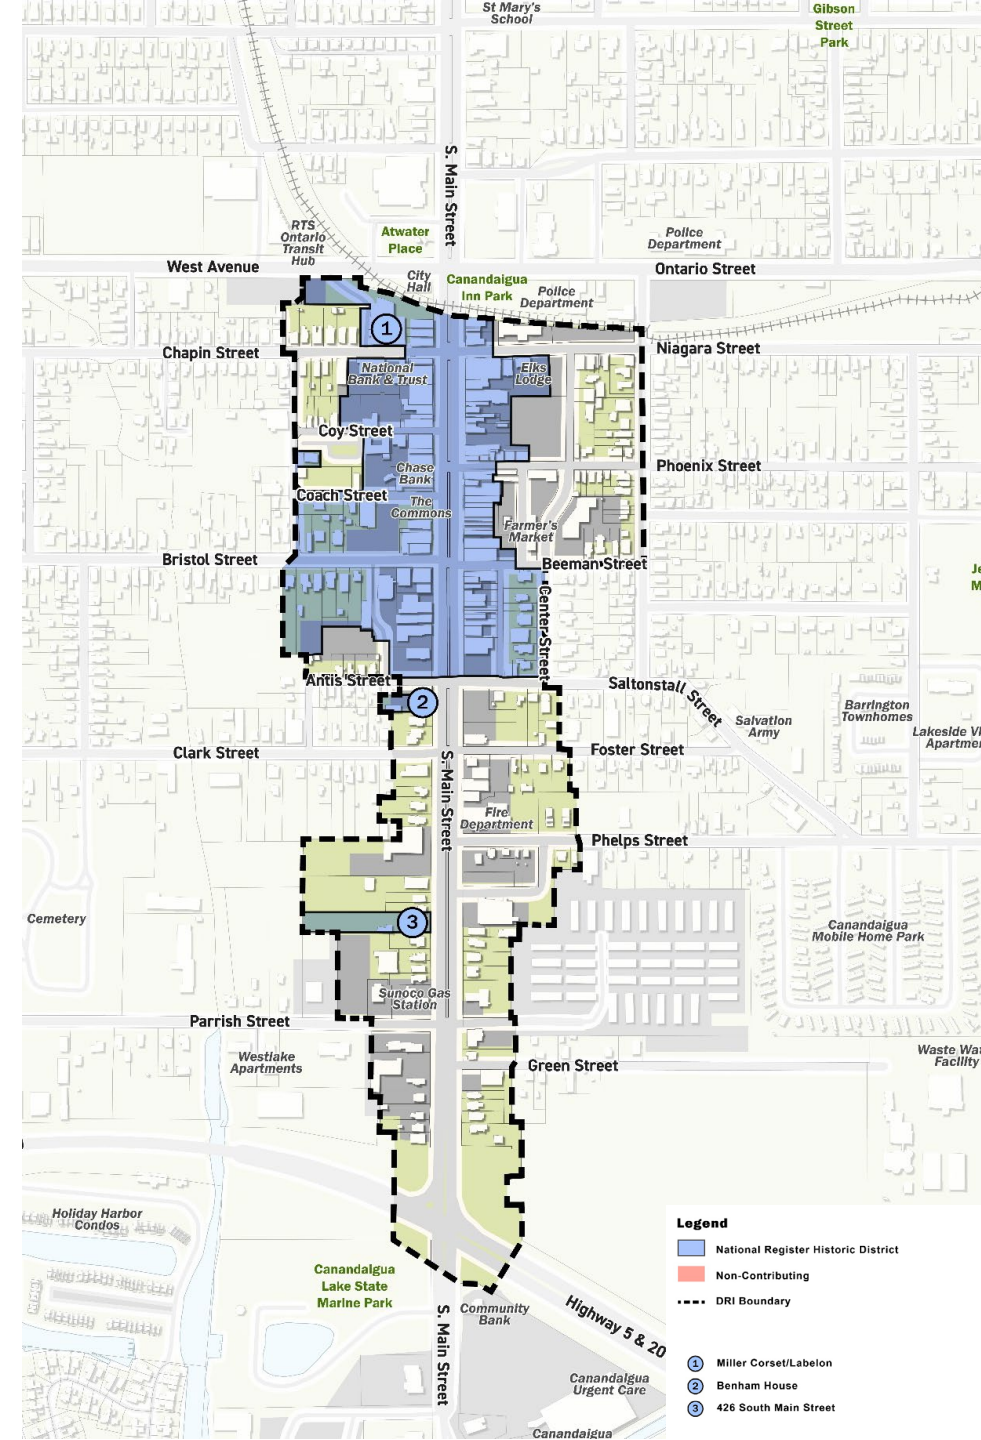 St Mary's
School
Gibson
Street
Park
S. Main Street
RTS
Ontario
Transit
Hub
Atwater
Place
Police
Department
West Avenue
City
Hall
Canandaigua
Inn Park
Police
Department
Ontario Street
1
Chapin Street
Niagara Street
National
Bank & Trust
Elks
Lodge
Coy Street
Chase
Bank
Phoenix Street
Coach Street
The
Commons
Farmer's
Market
Bristol Street
Beeman Street
Je
M
Center Street
Antis Street
Saltonstall Street
2
Barrington
Townhomes
Salvation
Army
Lakeside Vi
Apartmen
Clark Street
S. Main Street
Foster Street
Fire
Department
Phelps Street
Cemetery
3
Canandaigua
Mobile Home Park
Sunoco Gas
Station
Parrish Street
Westlake
Apartments
Green Street
Waste Wa
Facility
Holiday Harbor
Condos
Canandaigua
Lake State
Marine Park
S. Main Street
Community
Bank
Highway 5 & 20
Canandaigua
Urgent Care
Canandaigua
Legend
National Register Historic District
Non-Contributing
DRI Boundary
1 Miller Corset/Labelon
2 Benham House
3 426 South Main Street